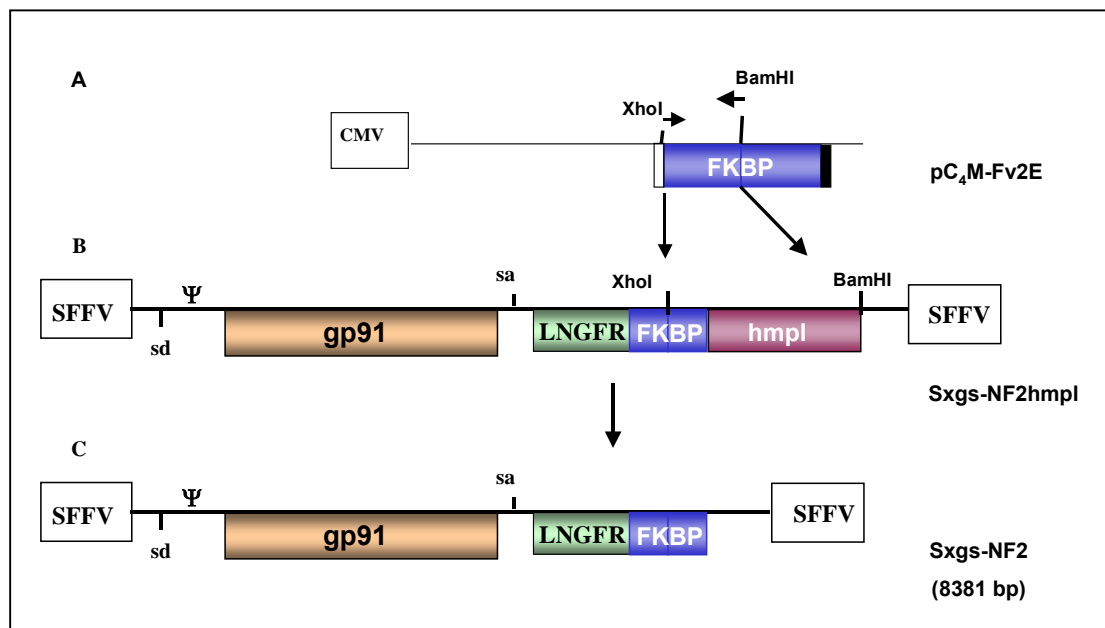 A
BamHI
XhoI
CMV
FKBP
pC₄M-Fv2E
B
SFFV
Ψ
sd
gp91
sa
LNGFR
XhoI
FKBP
hmpl
BamHI
SFFV
Sxgs-NF2hmpl
C
SFFV
Ψ
sd
gp91
sa
LNGFR
FKBP
SFFV
Sxgs-NF2
(8381 bp)